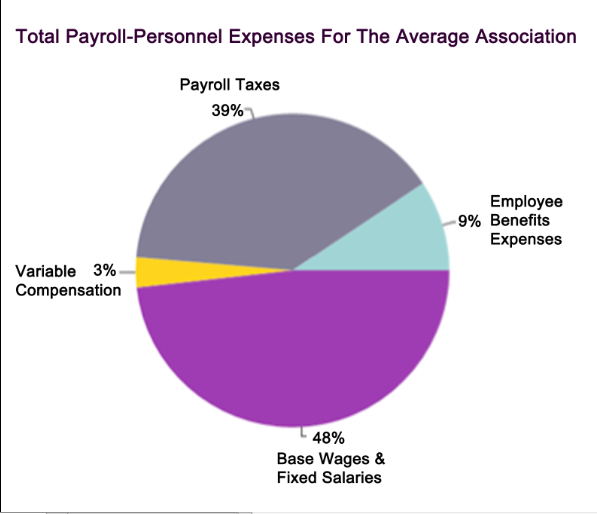 Total Payroll-Personnel Expenses For The Average Association
Payroll Taxes
39%
Employee
9% Benefits
Expenses
Variable 3%
Compensation
48%
Base Wages &
Fixed Salaries